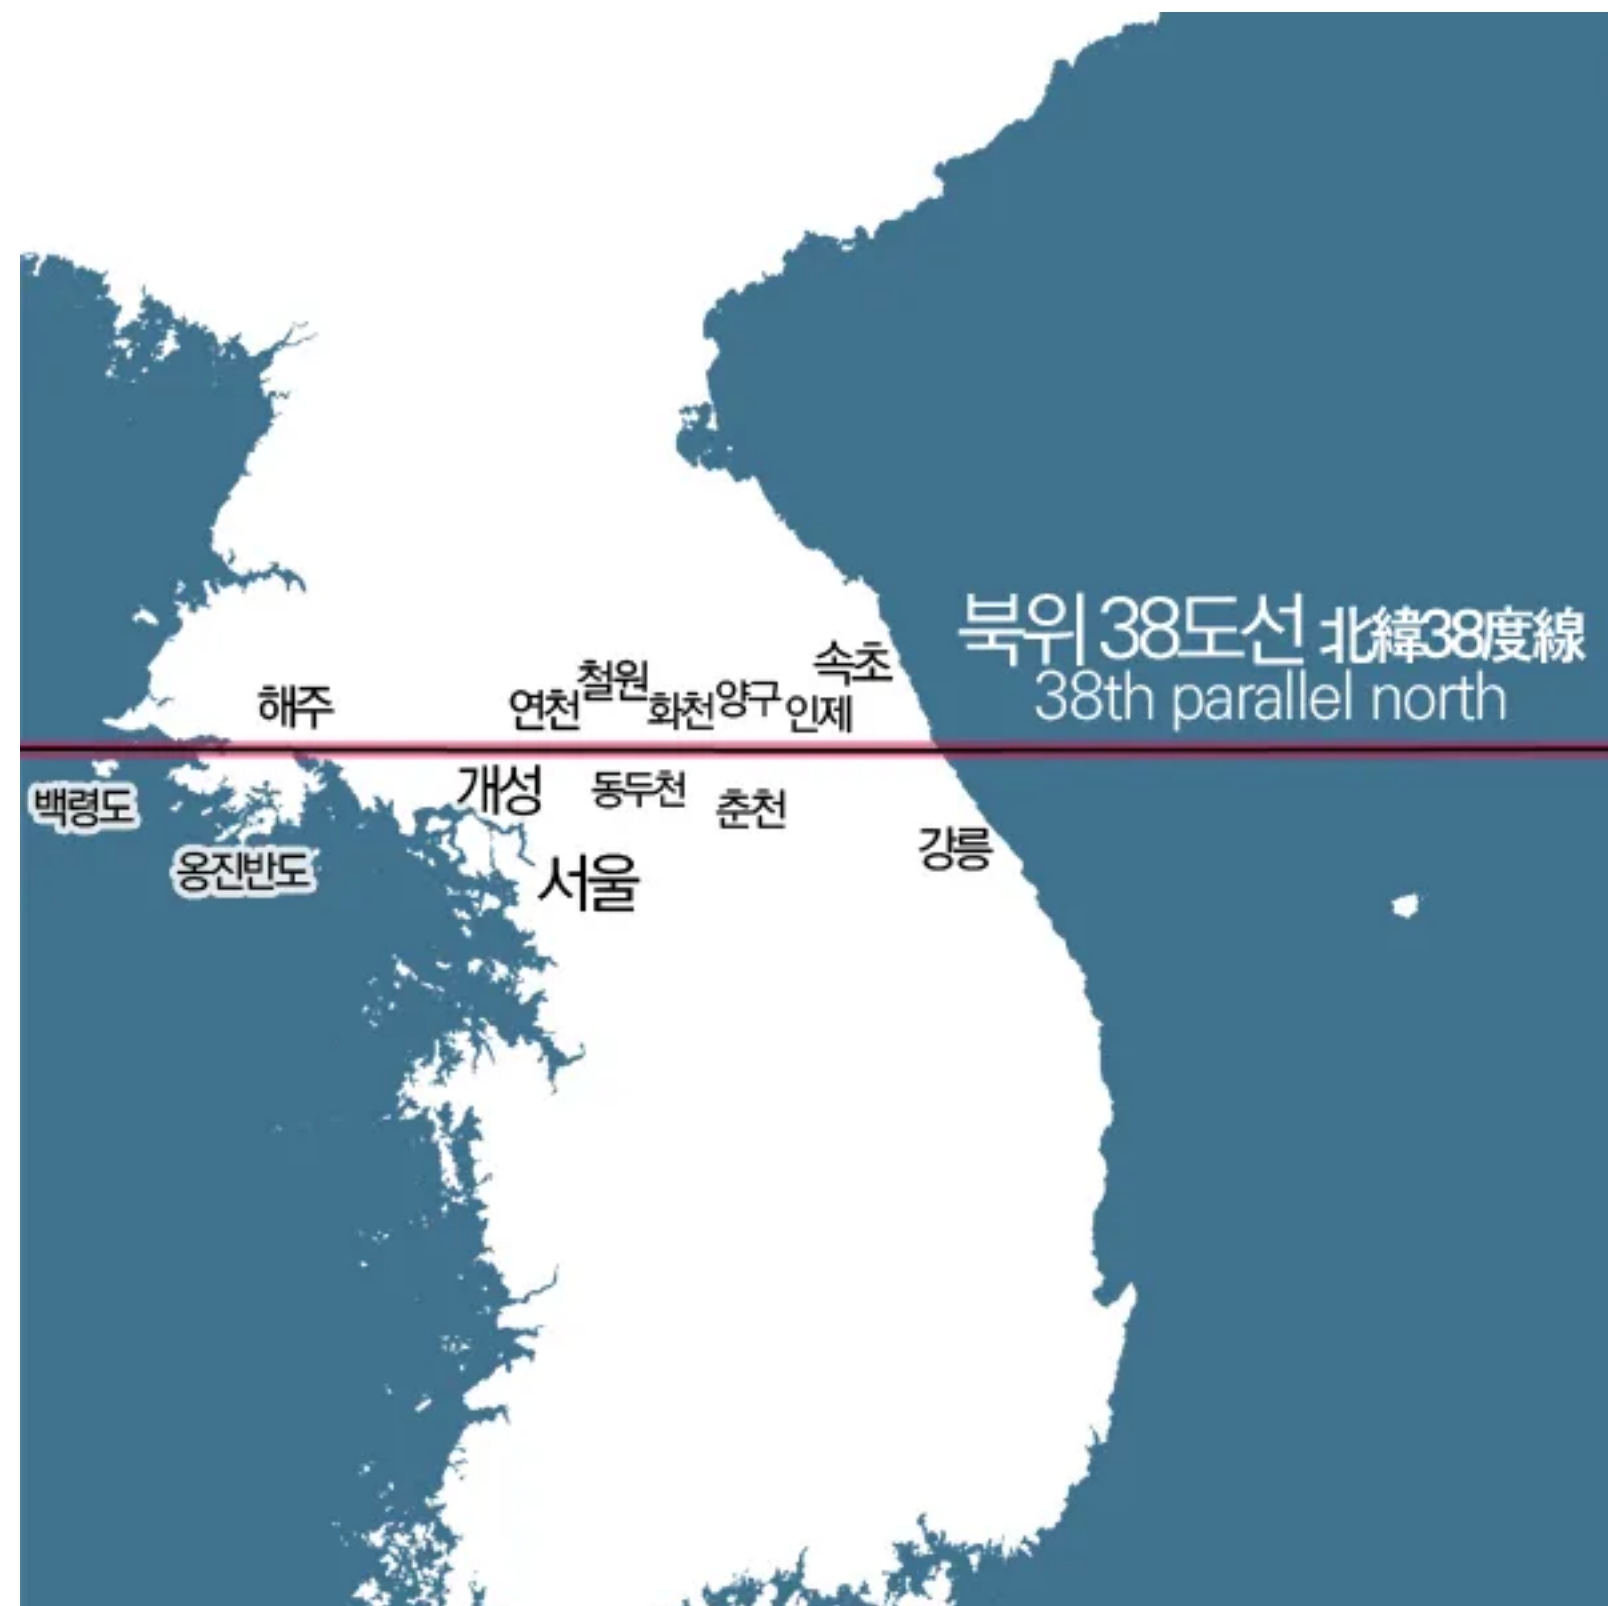 북위 38도선 北緯38度線
38th parallel north
속초
철원
양구
해주
연천
화천
인제
개성
동두천
백령도
춘천
강릉
옹진반도
서울